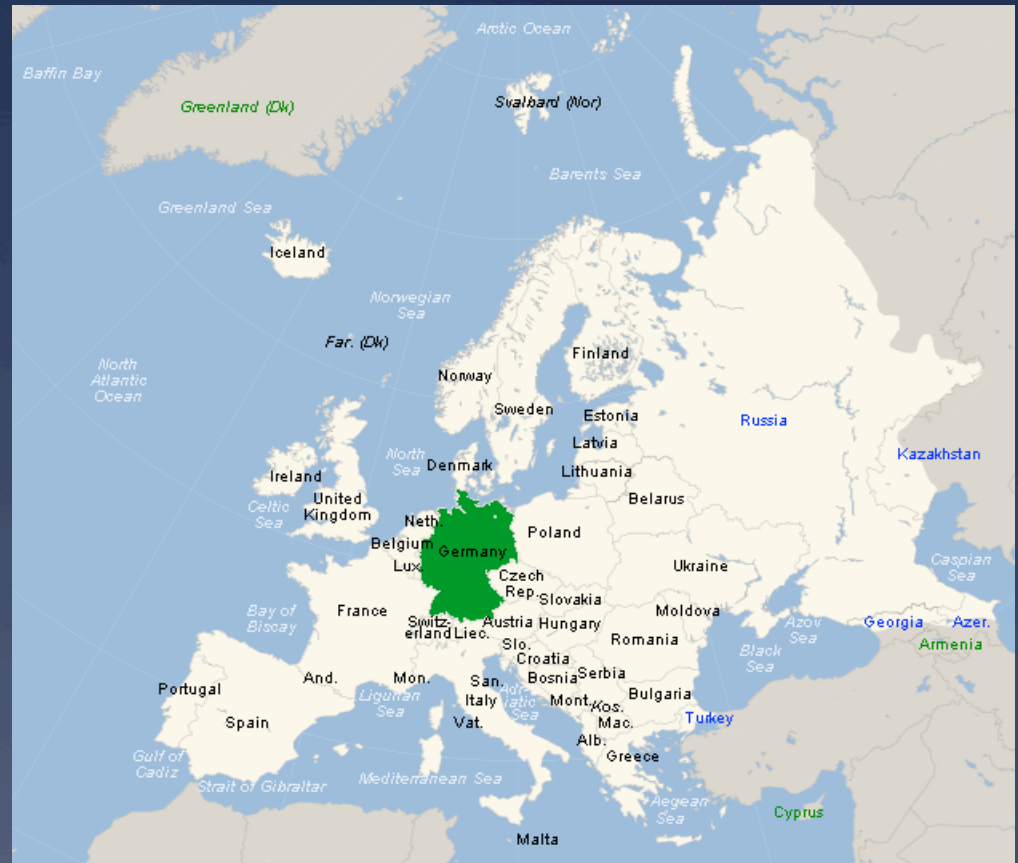 Arctic Ocean
Baffin Bay
Svalbard (Nor)
Greenland (Dk)
Barents Sea
Greenland Sea
Iceland
Norwegian
Sea
Far. (Dk)
Finland
North
Atlantic
Ocean
Norway
Sweden
Estonia
Russia
Latvia
Kazakhstan
North
Sea
Denmark
Lithuania
Ireland
Belarus
United
Kingdom
Celtic
Sea
Neth.
Poland
Belgium
Germany
Lux.
Ukraine
Caspian
Sea
Czech
Rep.
Slovakia
France
Bay of
Biscay
Moldova
Switz-
erland
Liec.
Austria
Hungary
Azov
Sea
Georgia
Azer.
Romania
Armenia
Slo.
Black
Sea
Croatia
And.
Mon.
San.
Bosnia
Serbia
Portugal
Ligurian
Sea
Adr-
iatic
Sea
Italy
Mont.
Kos.
Bulgaria
Spain
Vat.
Mac.
Turkey
Alb.
Greece
Gulf of
Cadiz
Strait of Gibraltar
Mediterranean Sea
Aegean
Sea
Cyprus
Malta